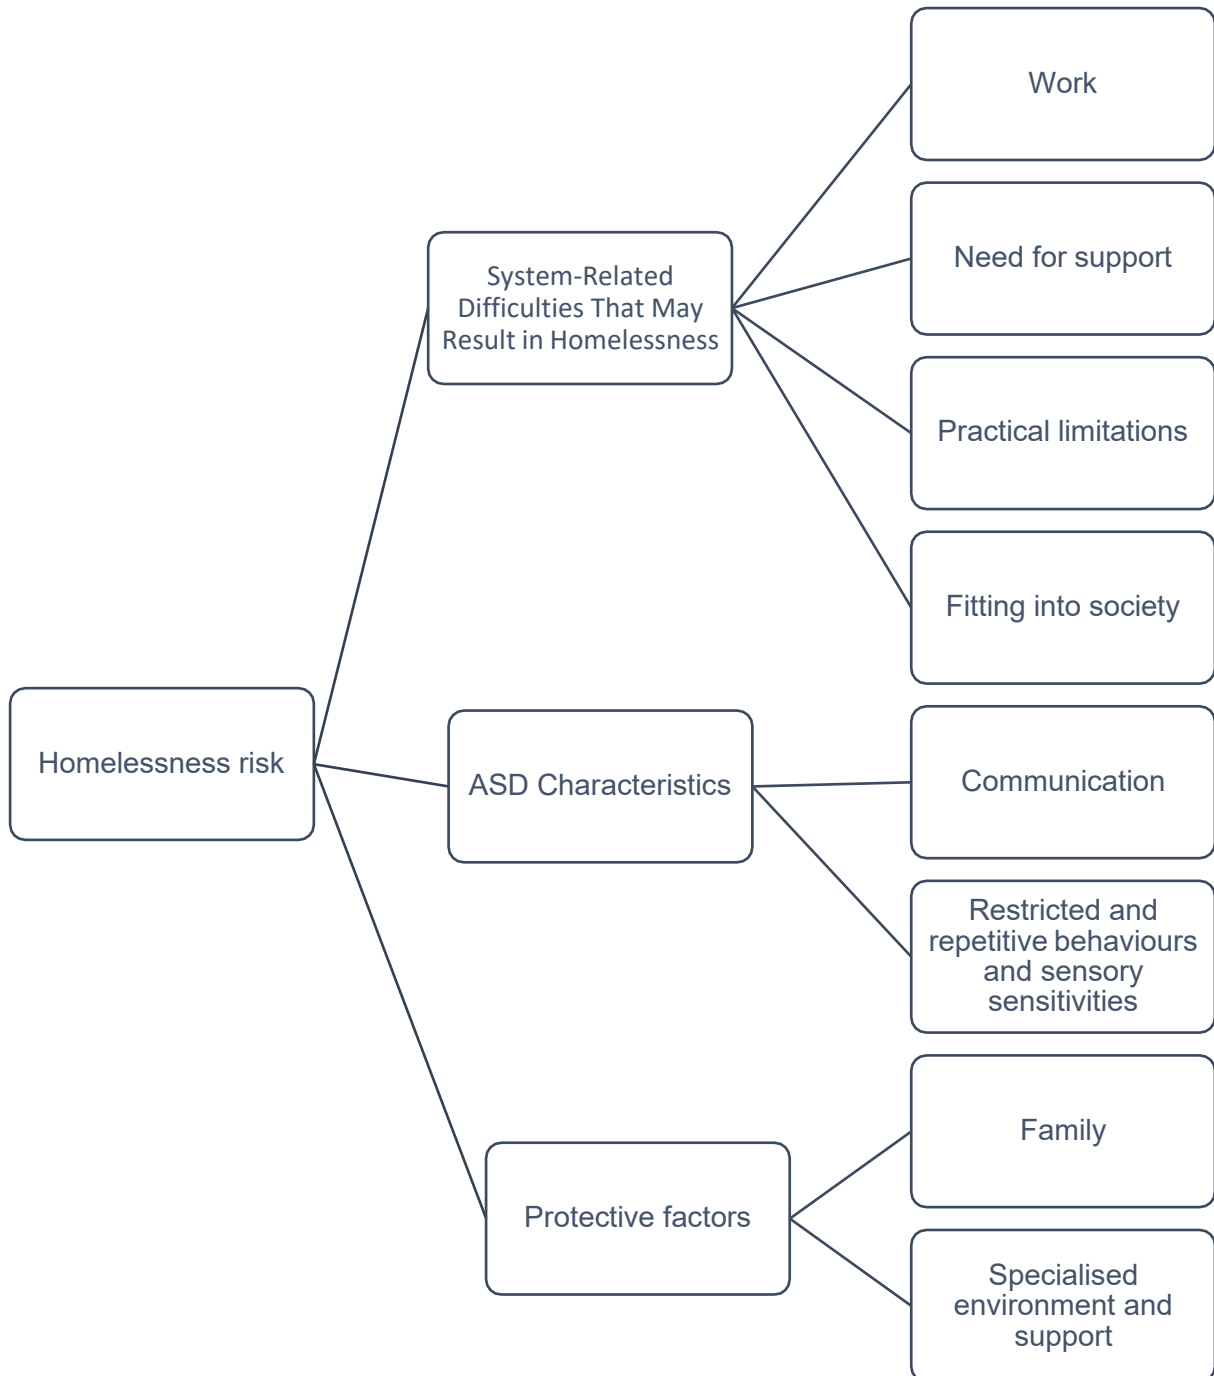 Work
Need for support
System-Related
Difficulties That May
Result in Homelessness
Practical limitations
Fitting into society
Homelessness risk
ASD Characteristics
Communication
Restricted and
repetitive behaviours
and sensory
sensitivities
Family
Protective factors
Specialised
environment and
support